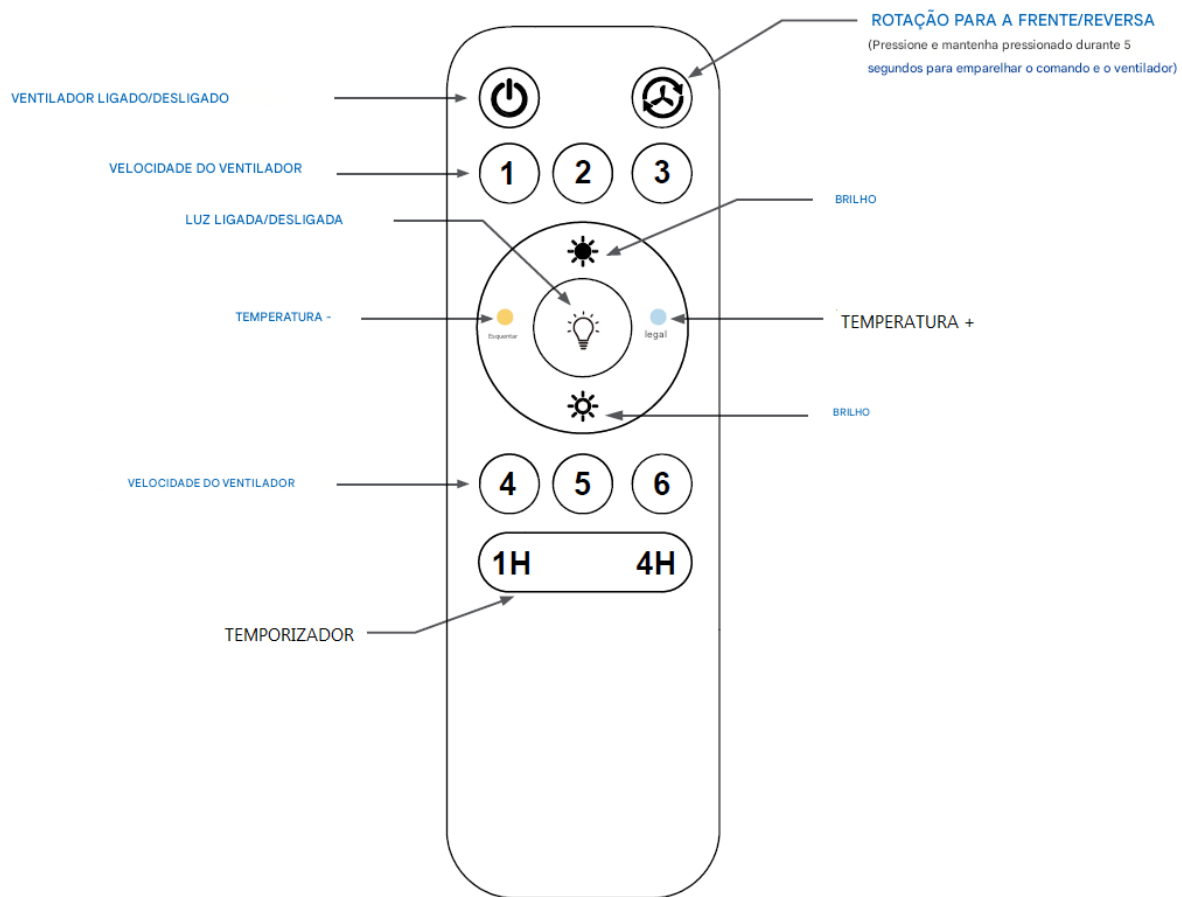 ROTAÇÃO PARA A FRENTE/REVERSA
(Pressione e mantenha pressionado durante 5
segundos para emparelhar o comando e o ventilador)
VENTILADOR LIGADO/DESLIGADO
VELOCIDADE DO VENTILADOR
1 2 3
BRILHO
LUZ LIGADA/DESLIGADA
TEMPERATURA -
TEMPERATURA +
Esquentar
legal
BRILHO
VELOCIDADE DO VENTILADOR
4 5 6
1H 4H
TEMPORIZADOR